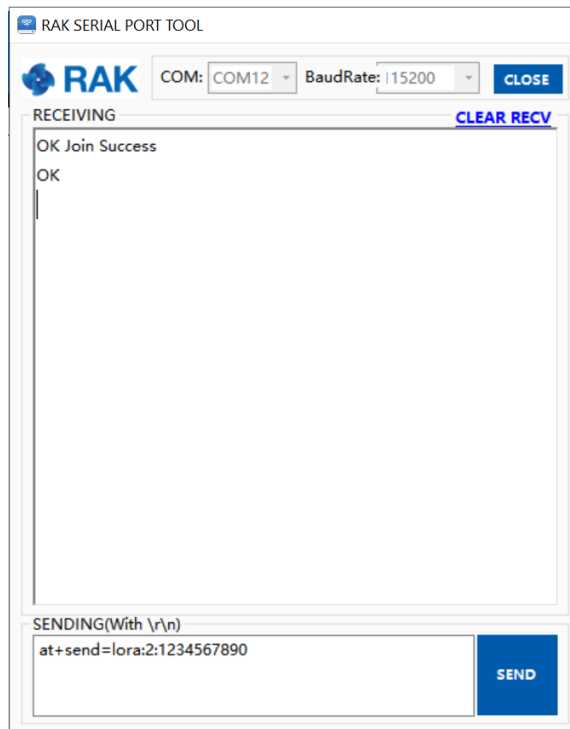 RAK SERIAL PORT TOOL
RAK COM: COM12 BaudRate: 115200 CLOSE
RECEIVING CLEAR RECV
OK Join Success
OK
SENDING(With \r\n)
at+send=lora:2:1234567890
SEND